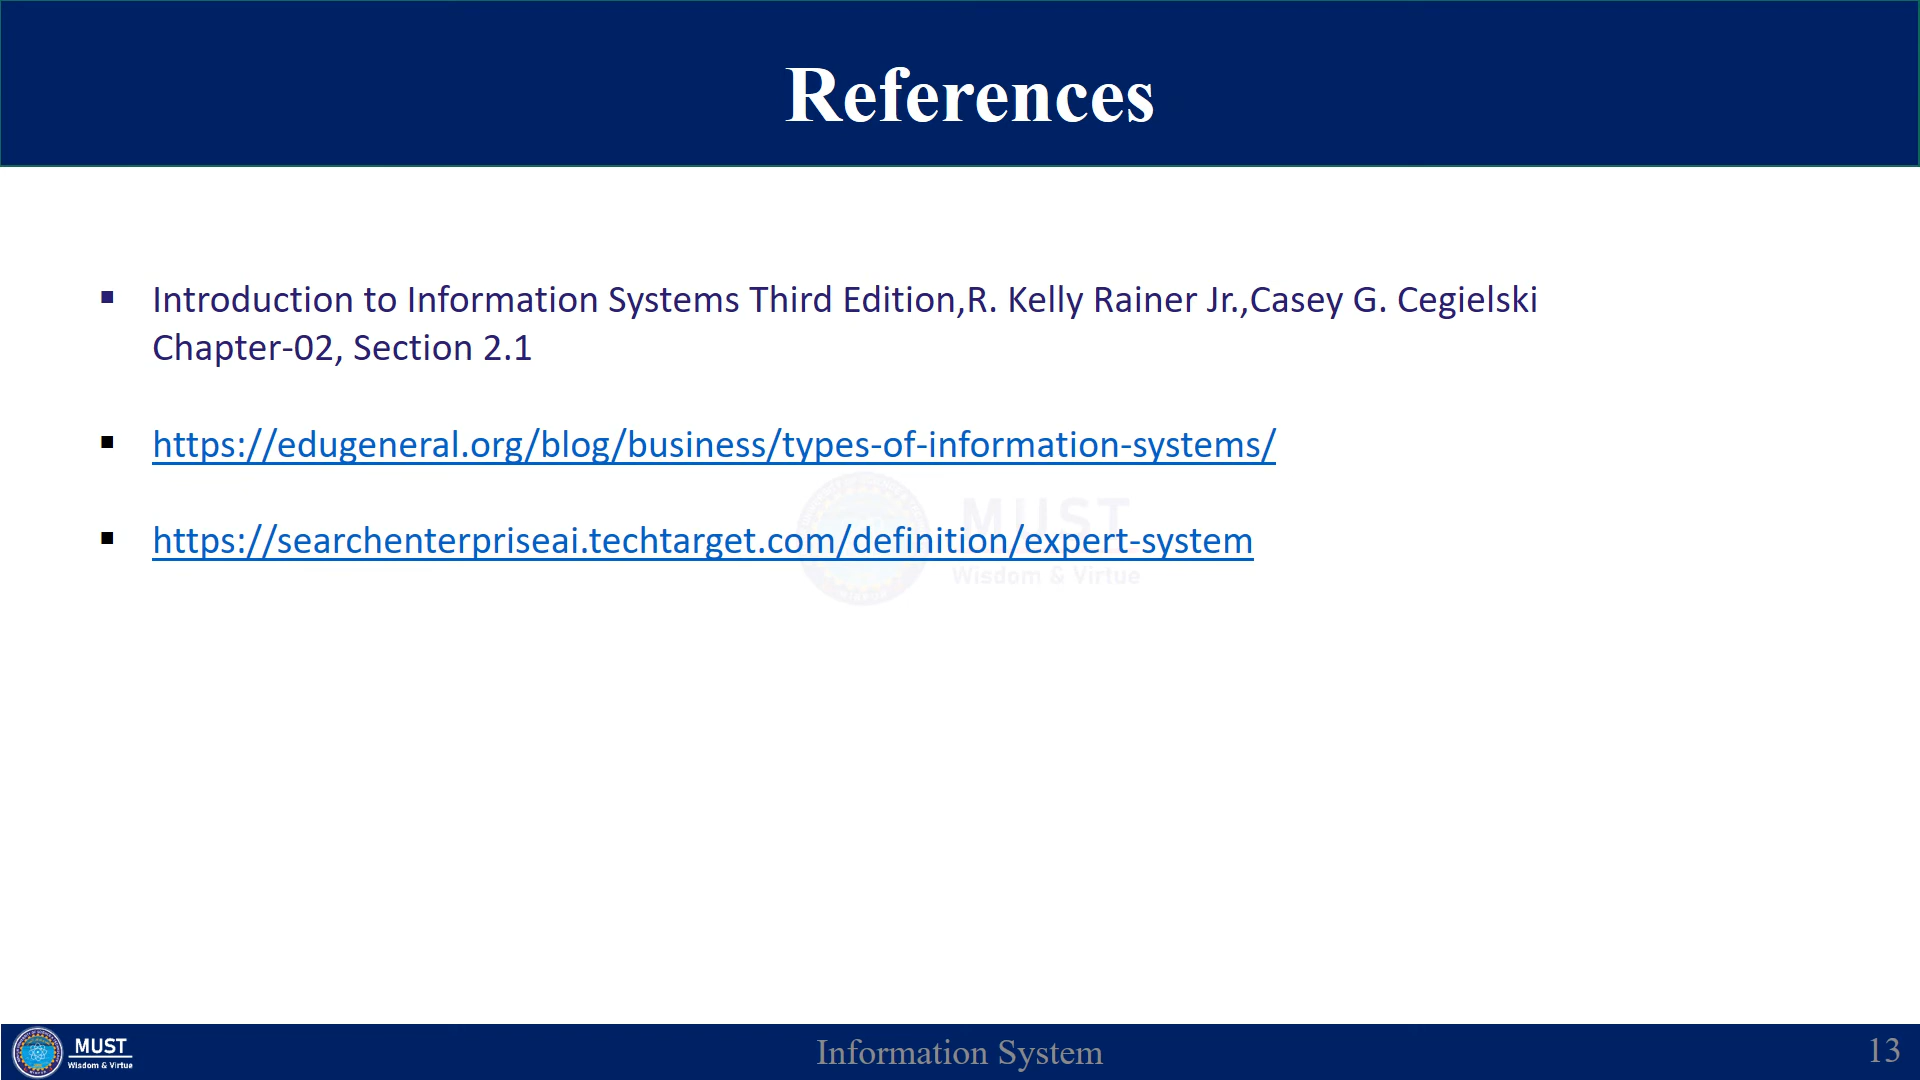 References
▪ Introduction to Information Systems Third Edition,R. Kelly Rainer Jr.,Casey G. Cegielski
Chapter-02, Section 2.1
▪ https://edugeneral.org/blog/business/types-of-information-systems/
▪ https://searchenterpriseai.techtarget.com/definition/expert-system
MUST
Wisdom & Virtue
MUST
Wisdom & Virtue
Information System
13